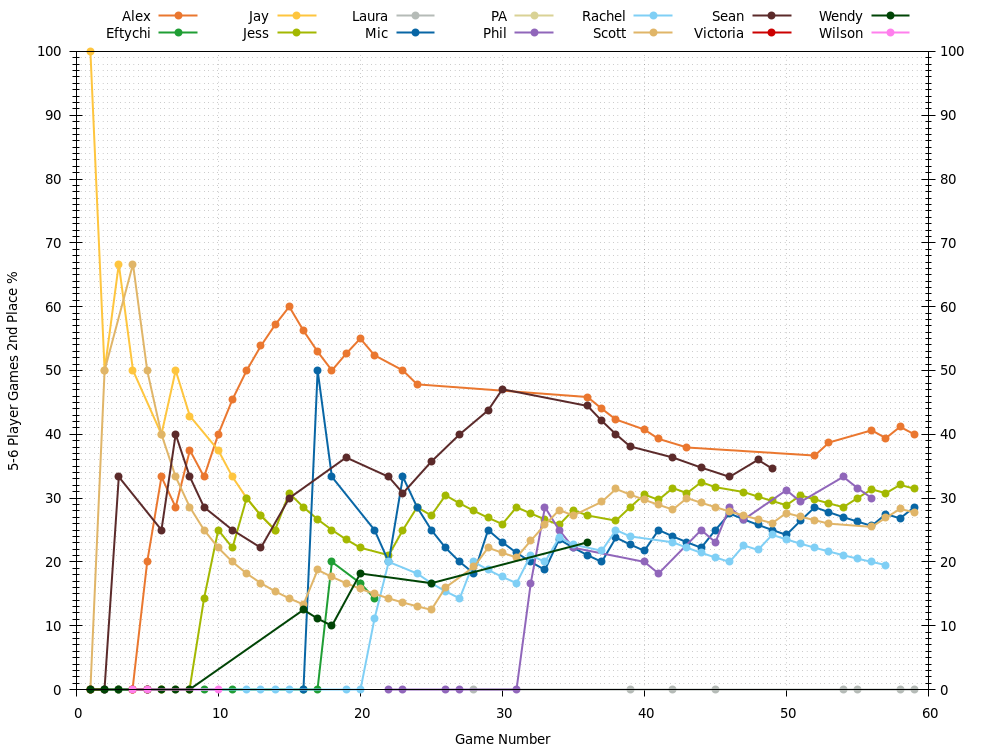 Alex Jay Laura PA Rachel Sean Wendy
Eftychi Jess Mic Phil Scott Victoria Wilson
100 100
90 90
80 80
70 70
60 60
50 50
40 40
30 30
20 20
10 10
0 0
5-6 Player Games 2nd Place %
0 10 20 30 40 50 60
Game Number